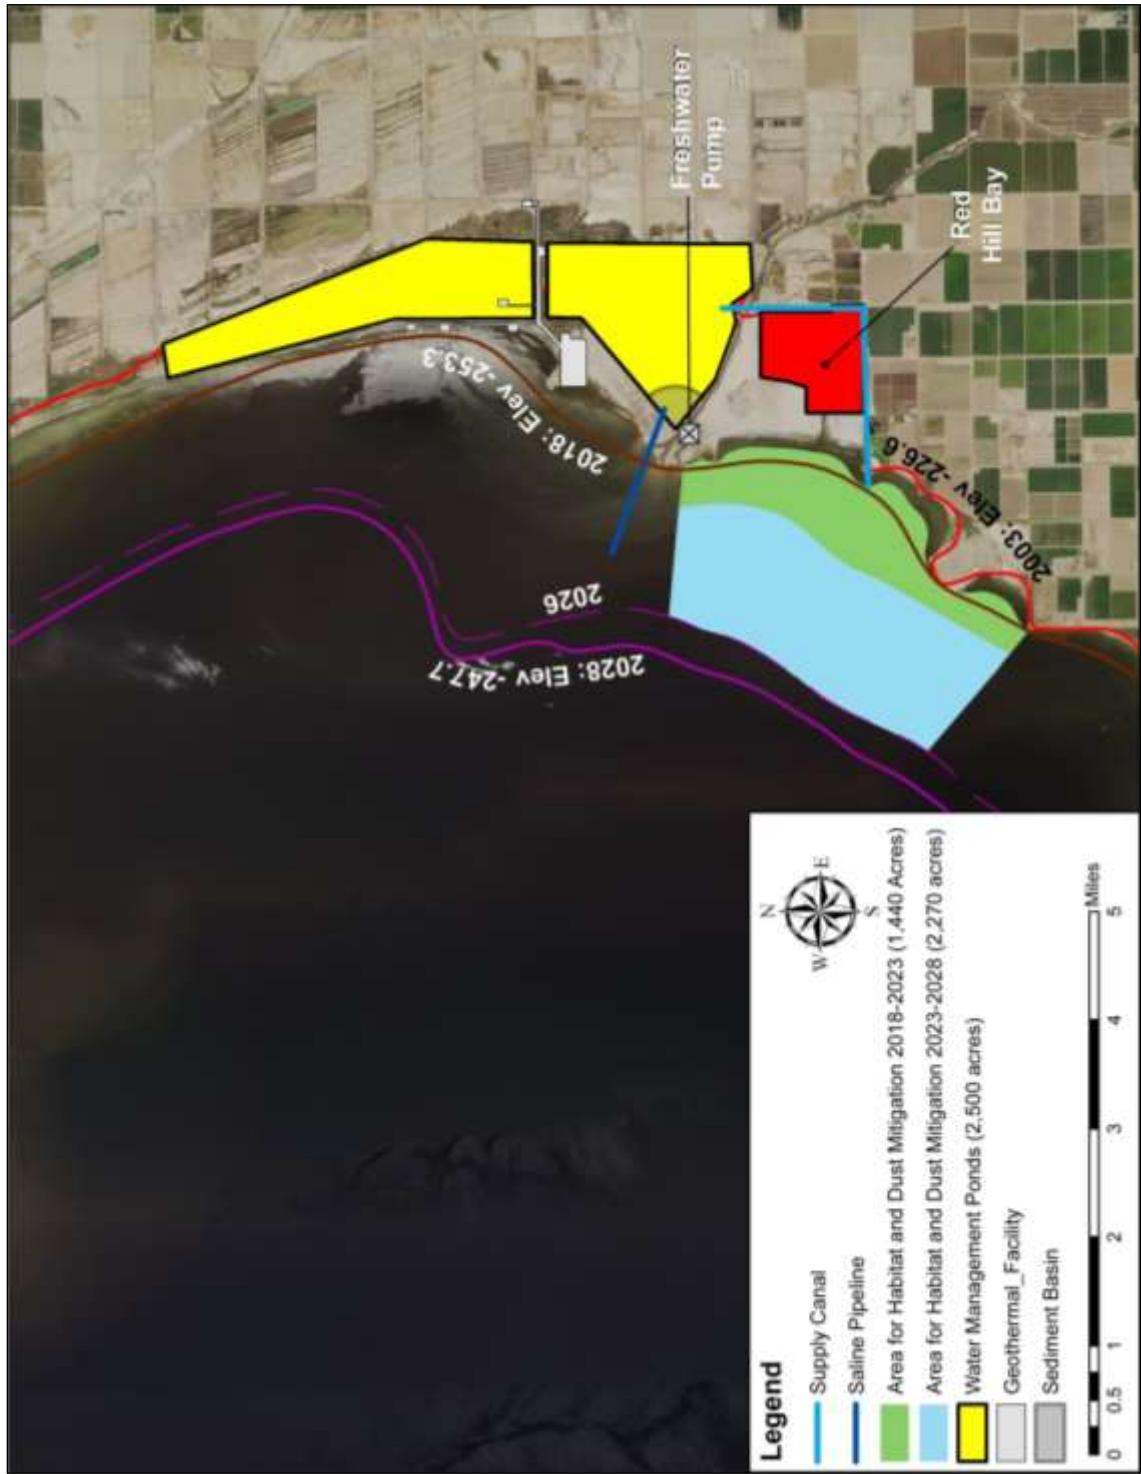 Freshwater
Pump
Red
Hill Bay
2018: Elev -253.3
2003: Elev -226.6
2026
2028: Elev -247.7
Legend
Supply Canal
Saline Pipeline
Area for Habitat and Dust Mitigation 2018-2023 (1,440 Acres)
Area for Habitat and Dust Mitigation 2023-2028 (2,270 acres)
Water Management Ponds (2,500 acres)
Geothermal_Facility
Sediment Basin
N
W E
S
0 0.5 1 2 3 4 5
Miles